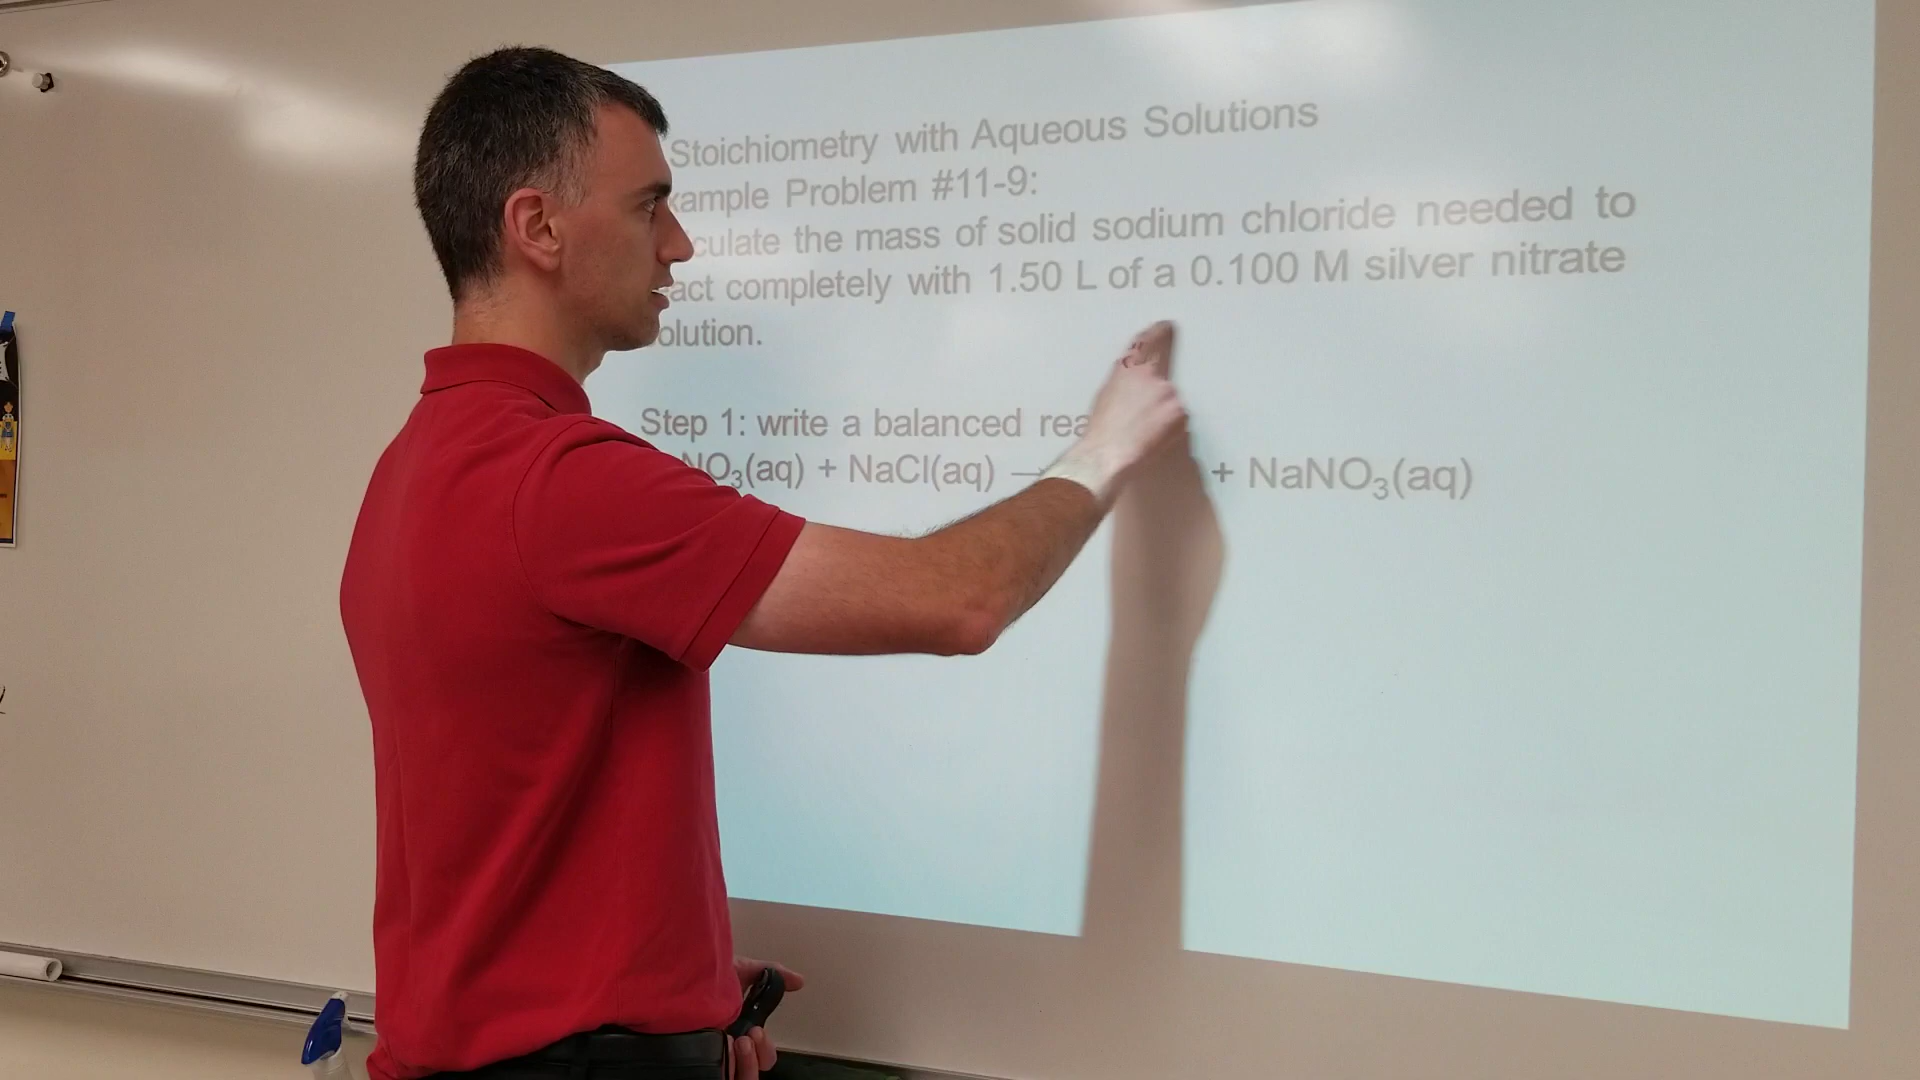 Stoichiometry with Aqueous Solutions
xample Problem #11-9:
culate the mass of solid sodium chloride needed to
act completely with 1.50 L of a 0.100 M silver nitrate
olution.
Step 1: write a balanced rea
NO₃(aq) + NaCl(aq) → + NaNO₃(aq)